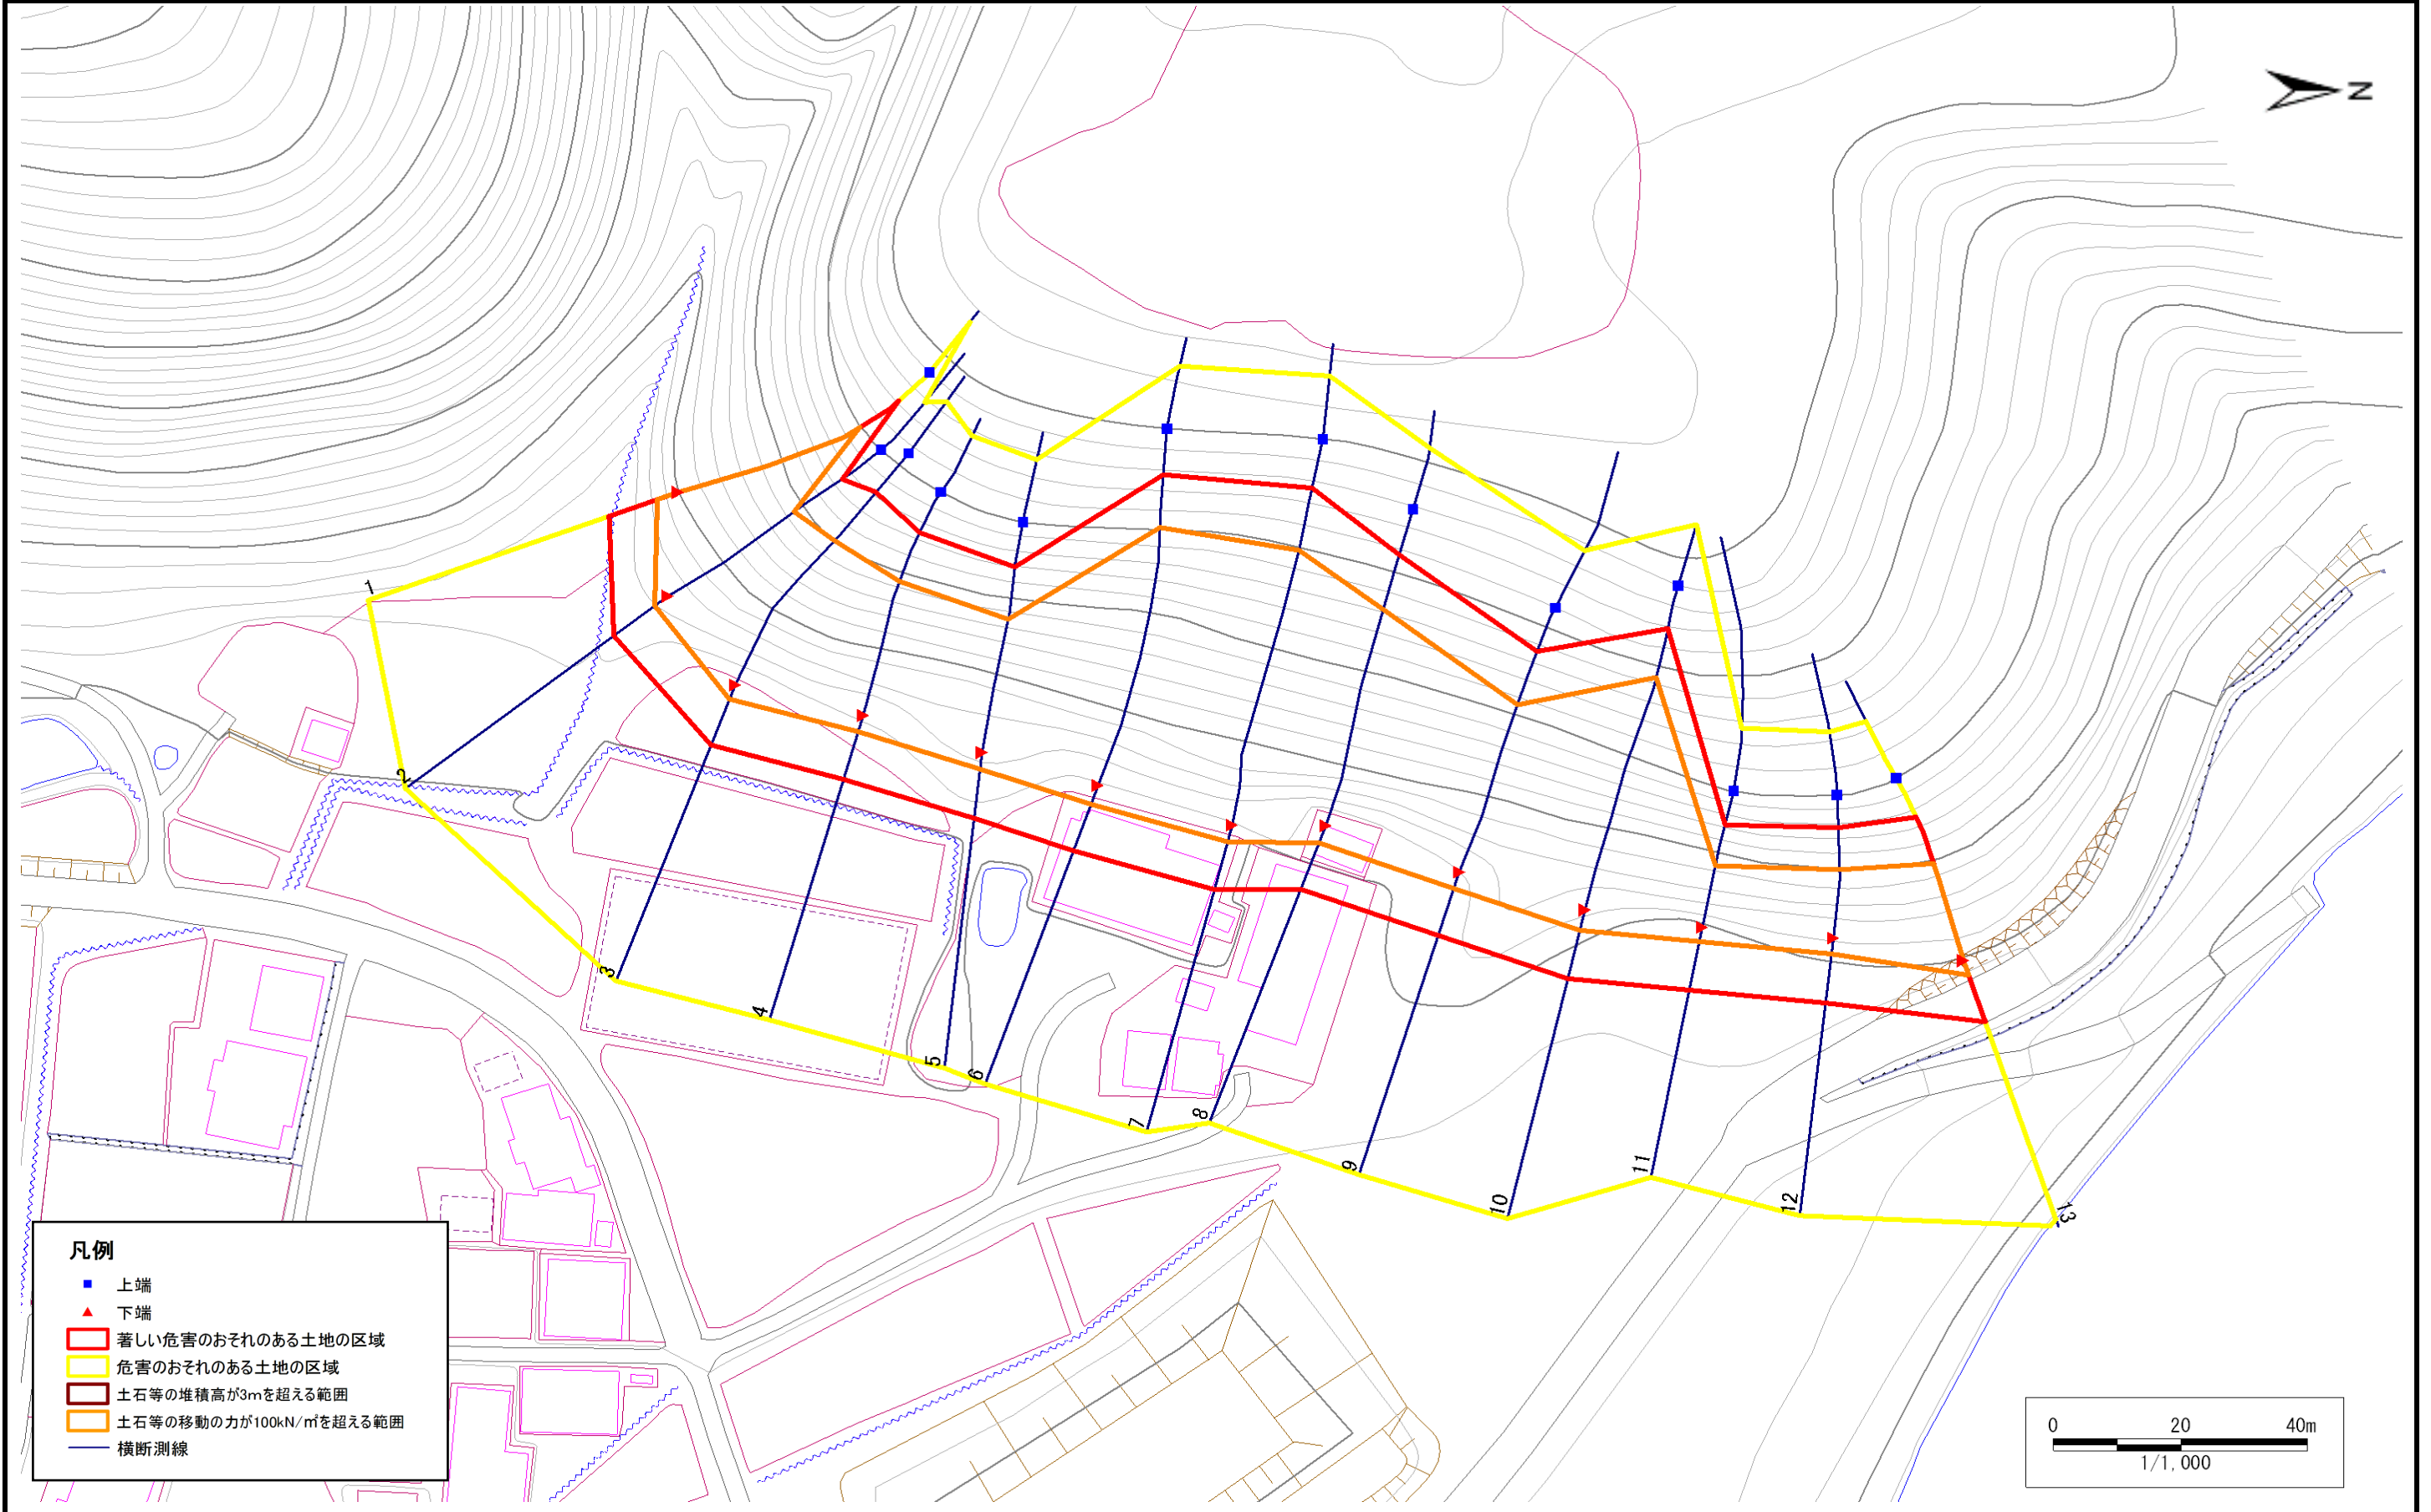 N
1
2
3
4
5
6
7
8
9
10
11
12
13
凡例
上端
下端
著しい危害のおそれのある土地の区域
危害のおそれのある土地の区域
土石等の堆積高が3mを超える範囲
土石等の移動の力が100kN/㎡を超える範囲
横断測線
0 20 40m
1/1,000